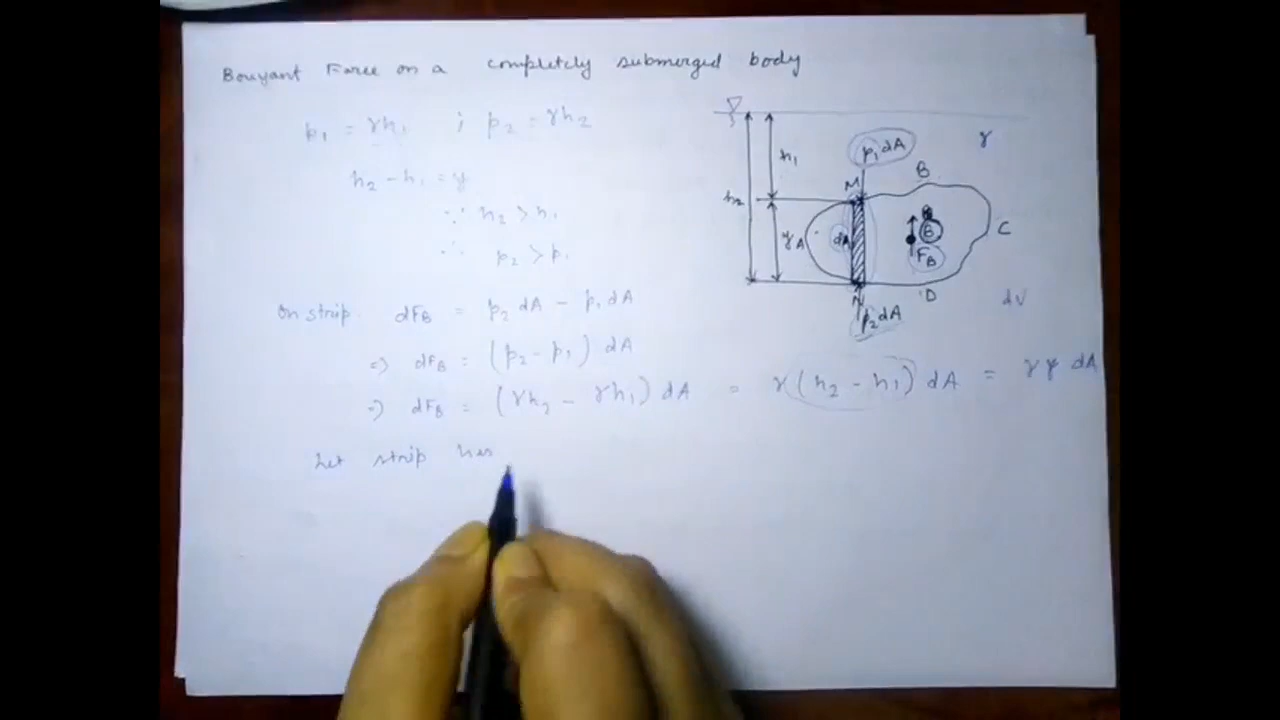 Bouyant Force on a completely submerged body
p₁ = γh₁ ; p₂ = γh₂
h₂ - h₁ = y
∵ h₂ > h₁
∴ p₂ > p₁
On strip dFB = p₂ dA - p₁ dA
=> dFB = (p₂ - p₁) dA
=> dFB = (γh₂ - γh₁) dA = γ(h₂ - h₁) dA = γ y dA
Let strip has
γ
p₁dA
h₁
M
B
h₂
y
A
dA
B
FB
C
N
D
p₂dA
dV